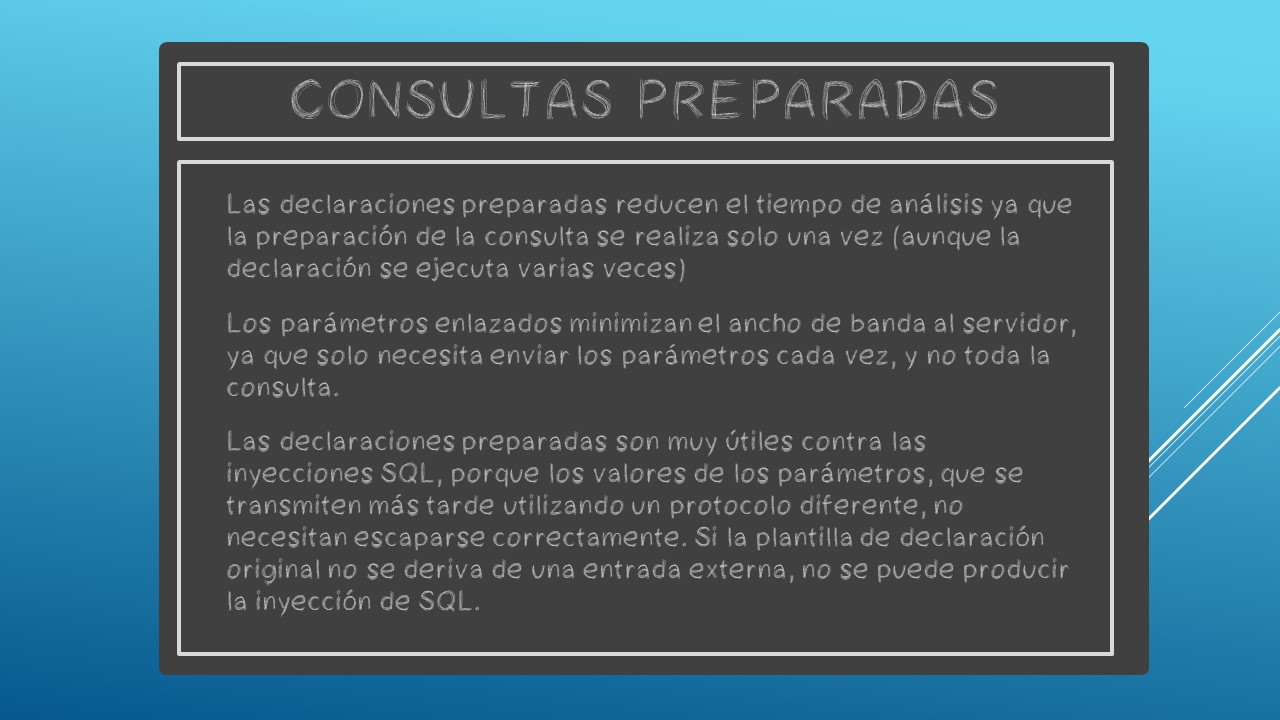 CONSULTAS PREPARADAS
Las declaraciones preparadas reducen el tiempo de análisis ya que
la preparación de la consulta se realiza solo una vez (aunque la
declaración se ejecuta varias veces)
Los parámetros enlazados minimizan el ancho de banda al servidor,
ya que solo necesita enviar los parámetros cada vez, y no toda la
consulta.
Las declaraciones preparadas son muy útiles contra las
inyecciones SQL, porque los valores de los parámetros, que se
transmiten más tarde utilizando un protocolo diferente, no
necesitan escaparse correctamente. Si la plantilla de declaración
original no se deriva de una entrada externa, no se puede producir
la inyección de SQL.